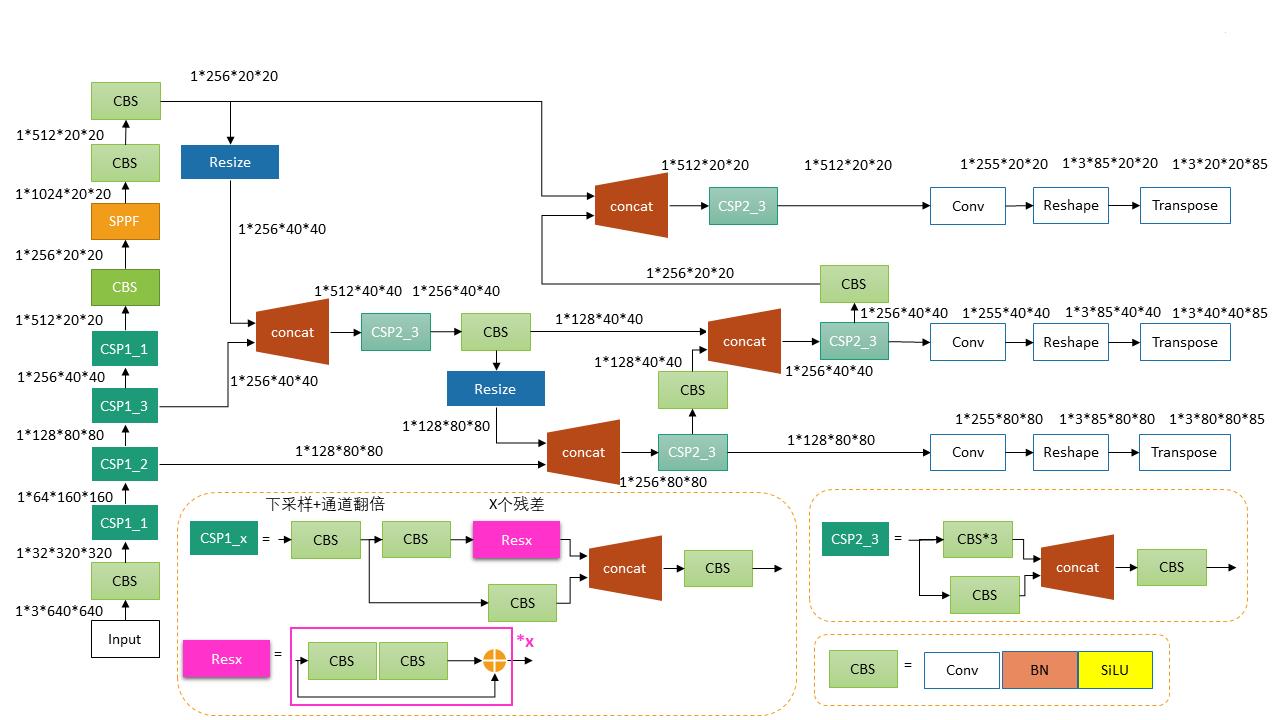 1*256*20*20
CBS
1*512*20*20
CBS
Resize
1*1024*20*20
SPPF
1*256*20*20
CBS
1*512*20*20
CSP1_1
1*256*40*40
CSP1_3
1*128*80*80
CSP1_2
1*64*160*160
CSP1_1
1*32*320*320
CBS
1*3*640*640
Input
1*256*40*40
1*256*40*40
concat
1*512*40*40
CSP2_3
1*256*40*40
CBS
Resize
1*128*40*40
1*128*80*80
1*128*80*80
concat
1*256*80*80
CSP2_3
CBS
1*128*40*40
concat
1*256*40*40
CSP2_3
CBS
1*256*20*20
concat
1*512*20*20
CSP2_3
1*512*20*20
Conv
1*255*20*20
Reshape
1*3*85*20*20
Transpose
1*3*20*20*85
1*256*40*40
Conv
1*255*40*40
Reshape
1*3*85*40*40
Transpose
1*3*40*40*85
1*128*80*80
Conv
1*255*80*80
Reshape
1*3*85*80*80
Transpose
1*3*80*80*85
下采样+通道翻倍
X个残差
CSP1_x = CBS CBS Resx concat CBS
CBS
Resx = CBS CBS *x
CSP2_3 = CBS*3 concat CBS
CBS
CBS = Conv BN SiLU